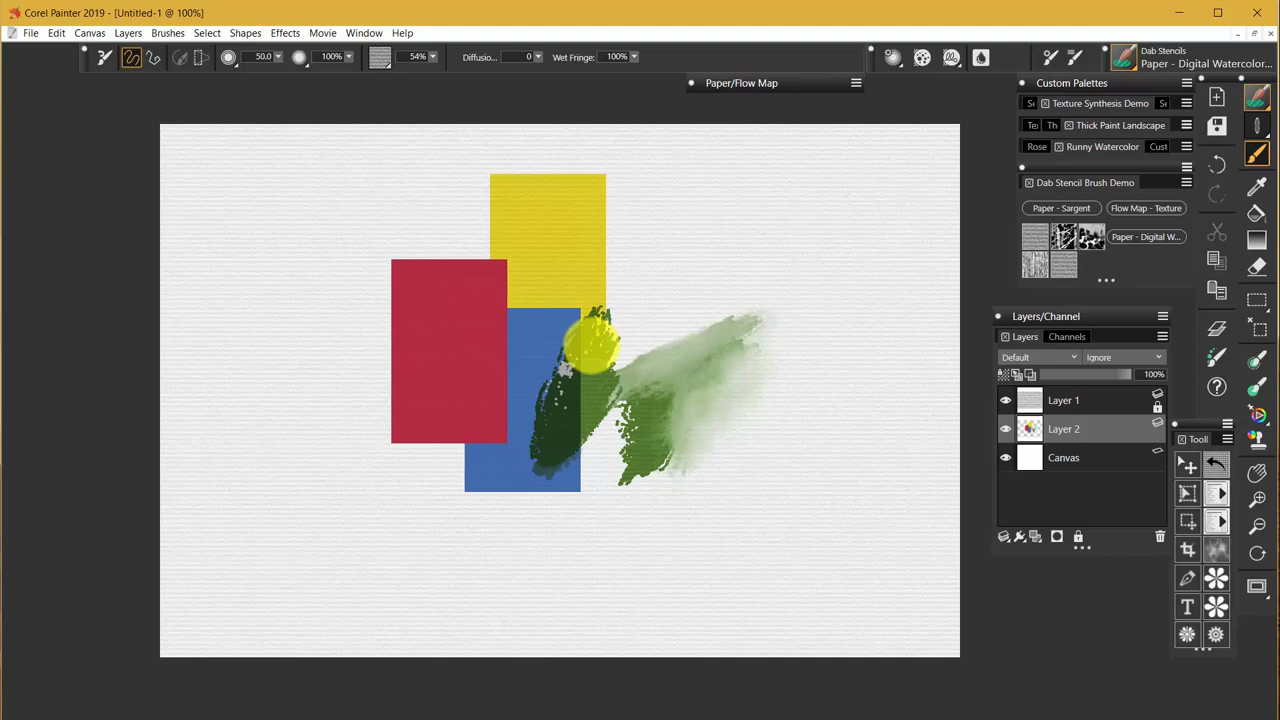 Corel Painter 2019 - [Untitled-1 @ 100%]
File Edit Canvas Layers Brushes Select Shapes Effects Movie Window Help
50.0 100% 54% Diffusio... 0 Wet Fringe: 100%
Dab Stencils
Paper - Digital Watercolor...
Paper/Flow Map
Custom Palettes
Texture Synthesis Demo
Th Thick Paint Landscape
Rose Runny Watercolor Cust
Dab Stencil Brush Demo
Paper - Sargent Flow Map - Texture
Paper - Digital W...
Layers/Channel
Layers Channels
Default Ignore
100%
Layer 1
Layer 2
Canvas
Tooll
T